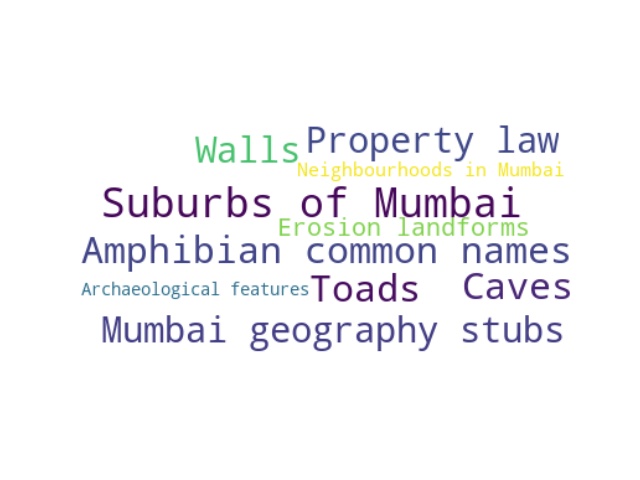 Walls
Property law
Neighbourhoods in Mumbai
Suburbs of Mumbai
Erosion landforms
Amphibian common names
Archaeological features
Toads
Caves
Mumbai geography stubs